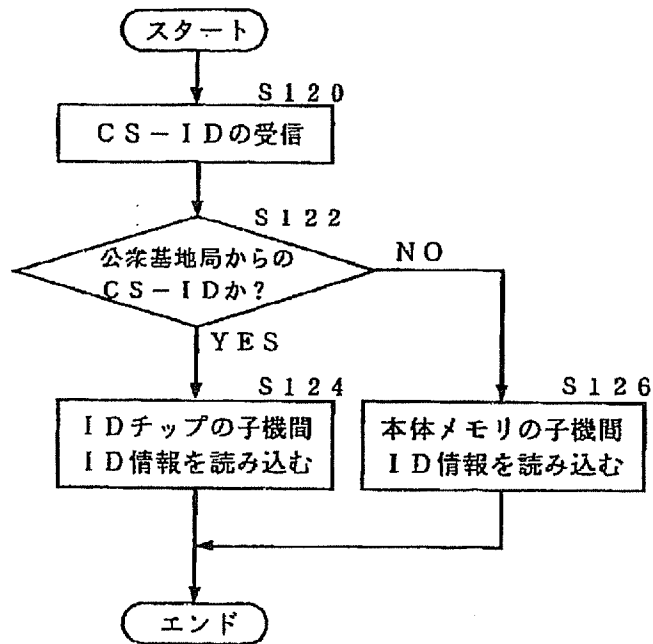 スタート
S120
CS-IDの受信
S122
公衆基地局からの
CS-IDか?
NO
YES
S124
IDチップの子機間
ID情報を読み込む
S126
本体メモリの子機間
ID情報を読み込む
エンド